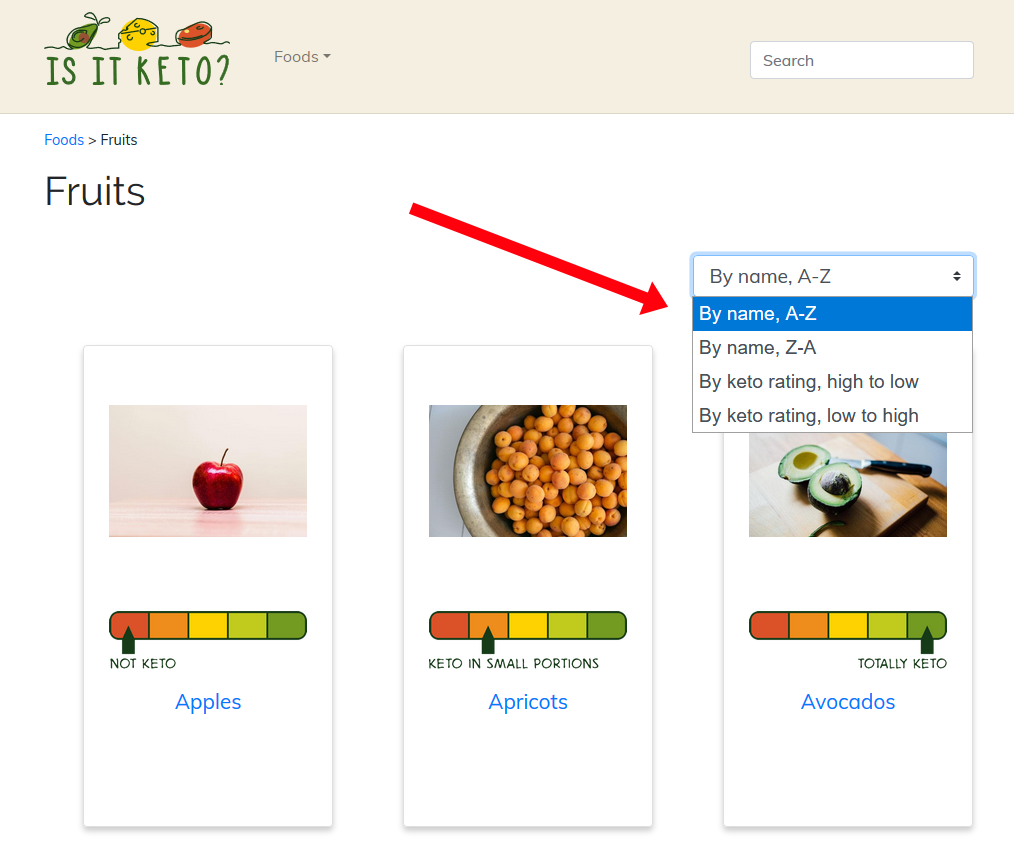 IS IT KETO?
Foods
Search
Foods > Fruits
Fruits
By name, A-Z
By name, A-Z
By name, Z-A
By keto rating, high to low
By keto rating, low to high
NOT KETO
KETO IN SMALL PORTIONS
TOTALLY KETO
Apples
Apricots
Avocados